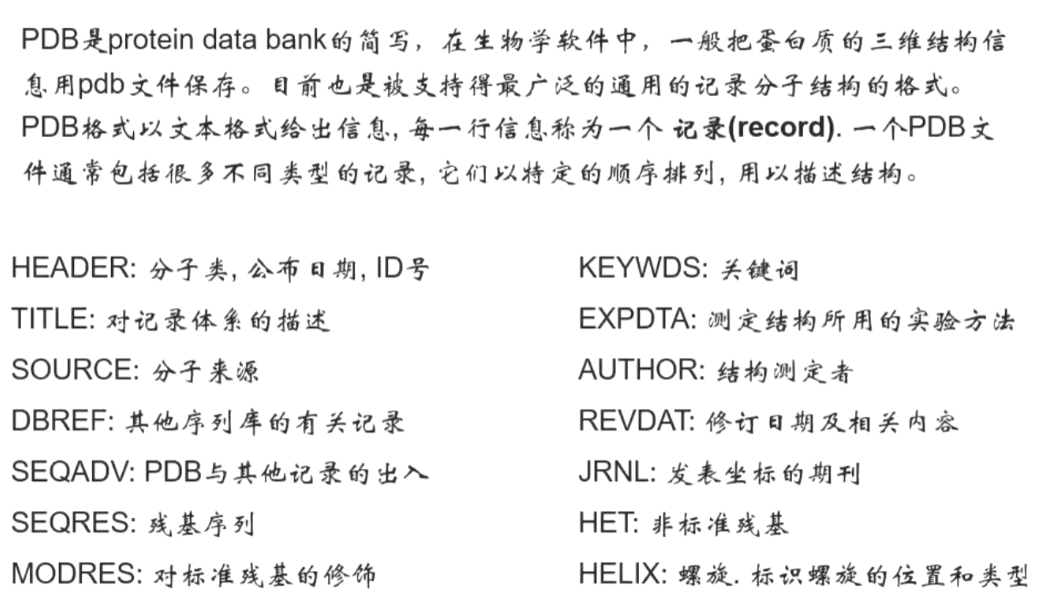 PDB是protein data bank的简写，在生物学软件中，一般把蛋白质的三维结构信
息用pdb文件保存。目前也是被支持得最广泛的通用的记录分子结构的格式。
PDB格式以文本格式给出信息, 每一行信息称为一个 记录(record). 一个PDB文
件通常包括很多不同类型的记录, 它们以特定的顺序排列, 用以描述结构。
HEADER: 分子类, 公布日期, ID号
TITLE: 对记录体系的描述
SOURCE: 分子来源
DBREF: 其他序列库的有关记录
SEQADV: PDB与其他记录的出入
SEQRES: 残基序列
MODRES: 对标准残基的修饰
KEYWDS: 关键词
EXPDTA: 测定结构所用的实验方法
AUTHOR: 结构测定者
REVDAT: 修订日期及相关内容
JRNL: 发表坐标的期刊
HET: 非标准残基
HELIX: 螺旋. 标识螺旋的位置和类型